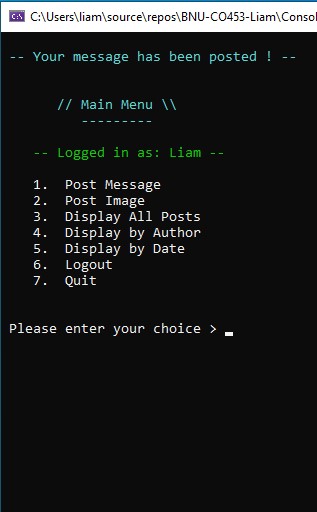 C:\Users\liam\source\repos\BNU-CO453-Liam\Consol
-- Your message has been posted ! --
// Main Menu \\
---------
-- Logged in as: Liam --
1. Post Message
2. Post Image
3. Display All Posts
4. Display by Author
5. Display by Date
6. Logout
7. Quit
Please enter your choice > _